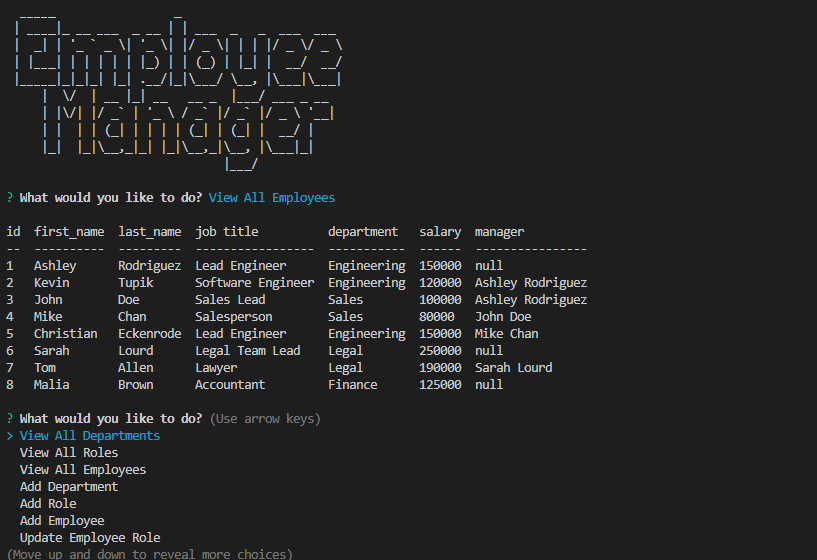 Employee
Manager
? What would you like to do? View All Employees
id  first_name  last_name  job title          department   salary  manager
--  ----------  ---------  -----------------  -----------  ------  ----------------
1   Ashley      Rodriguez  Lead Engineer      Engineering  150000  null
2   Kevin       Tupik      Software Engineer  Engineering  120000  Ashley Rodriguez
3   John        Doe        Sales Lead         Sales        100000  Ashley Rodriguez
4   Mike        Chan       Salesperson        Sales        80000   John Doe
5   Christian   Eckenrode  Lead Engineer      Engineering  150000  Mike Chan
6   Sarah       Lourd      Legal Team Lead    Legal        250000  null
7   Tom         Allen      Lawyer             Legal        190000  Sarah Lourd
8   Malia       Brown      Accountant         Finance      125000  null
? What would you like to do? (Use arrow keys)
> View All Departments
View All Roles
View All Employees
Add Department
Add Role
Add Employee
Update Employee Role
(Move up and down to reveal more choices)